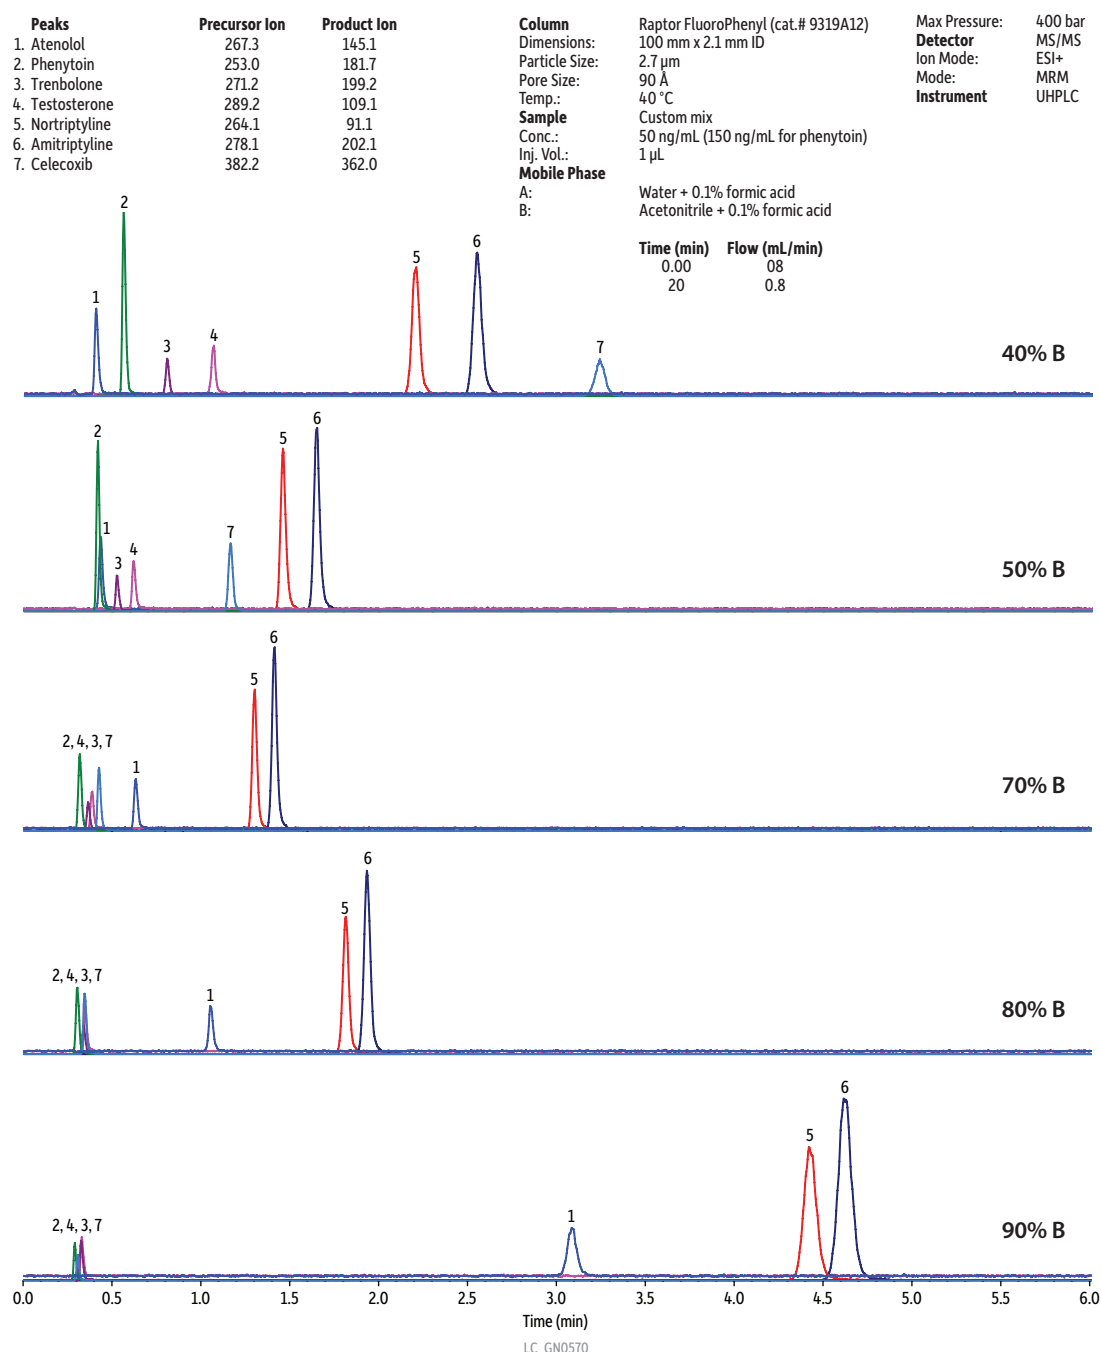 Peaks Precursor Ion Product Ion
1. Atenolol 267.3 145.1
2. Phenytoin 253.0 181.7
3. Trenbolone 271.2 199.2
4. Testosterone 289.2 109.1
5. Nortriptyline 264.1 91.1
6. Amitriptyline 278.1 202.1
7. Celecoxib 382.2 362.0
Column Raptor FluoroPhenyl (cat.# 9319A12)
Dimensions: 100 mm x 2.1 mm ID
Particle Size: 2.7 µm
Pore Size: 90 Å
Temp.: 40 °C
Sample Custom mix
Conc.: 50 ng/mL (150 ng/mL for phenytoin)
Inj. Vol.: 1 µL
Mobile Phase
A: Water + 0.1% formic acid
B: Acetonitrile + 0.1% formic acid
Time (min) Flow (mL/min)
0.00 08
20 0.8
Max Pressure: 400 bar
Detector MS/MS
Ion Mode: ESI+
Mode: MRM
Instrument UHPLC
1 2 3 4 5 6 7
40% B
2 1 3 4 7 5 6
50% B
2, 4, 3, 7 1 5 6
70% B
2, 4, 3, 7 1 5 6
80% B
2, 4, 3, 7 1 5 6
90% B
0.0 0.5 1.0 1.5 2.0 2.5 3.0 3.5 4.0 4.5 5.0 5.5 6.0
Time (min)
LC_GN0570